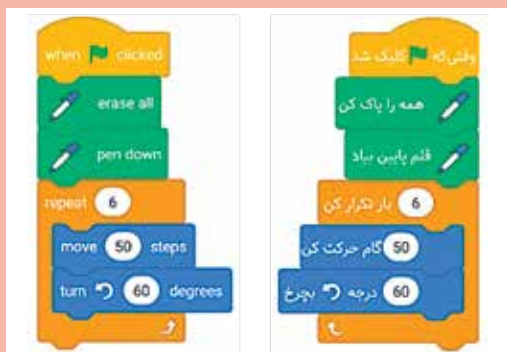 when clicked
erase all
pen down
repeat 6
move 50 steps
turn 60 degrees
وقتی که کلیک شد
همه را پاک کن
قلم پایین بیاد
6 بار تکرار کن
50 گام حرکت کن
60 درجه بچرخ